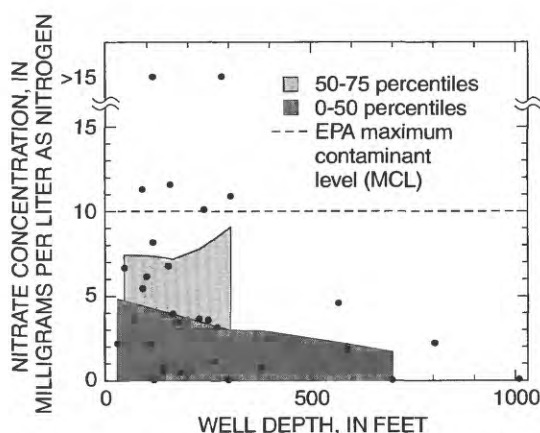 NITRATE CONCENTRATION, IN
MILLIGRAMS PER LITER AS NITROGEN
>15
15
10
5
0
50-75 percentiles
0-50 percentiles
EPA maximum
contaminant
level (MCL)
0
500
1000
WELL DEPTH, IN FEET